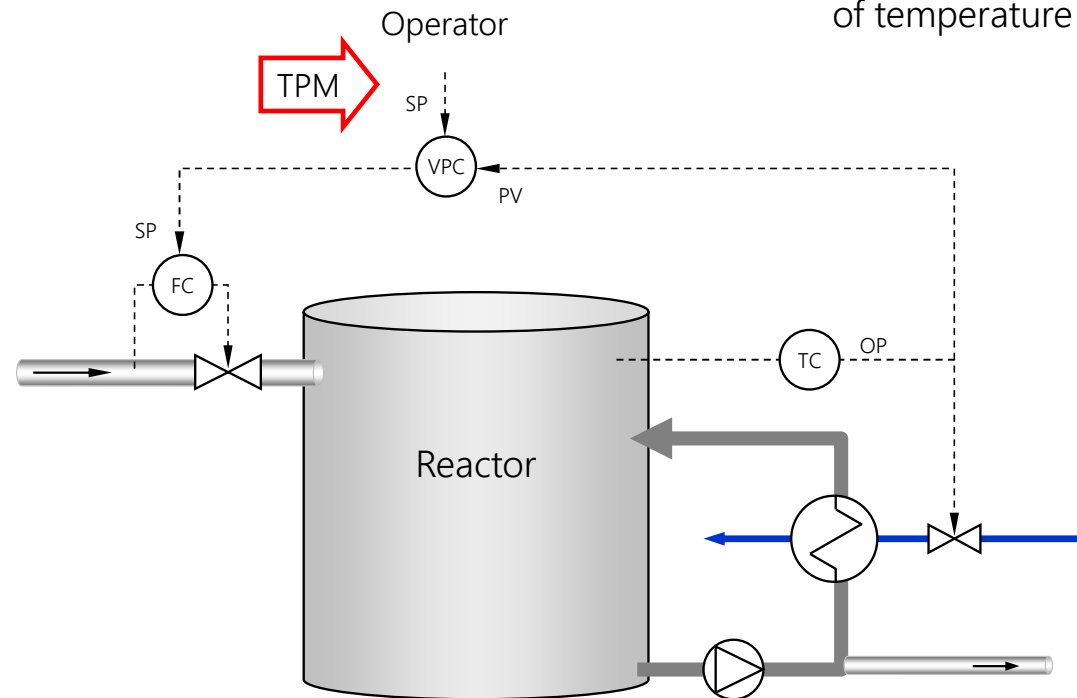 of temperature
Operator
TPM
SP
VPC
PV
SP
FC
TC
OP
Reactor